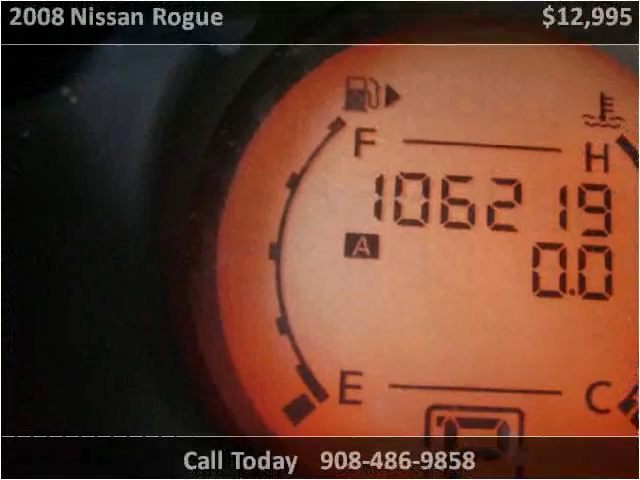 2008 Nissan Rogue $12,995
F H
106219
A
0.0
E C
Call Today 908-486-9858